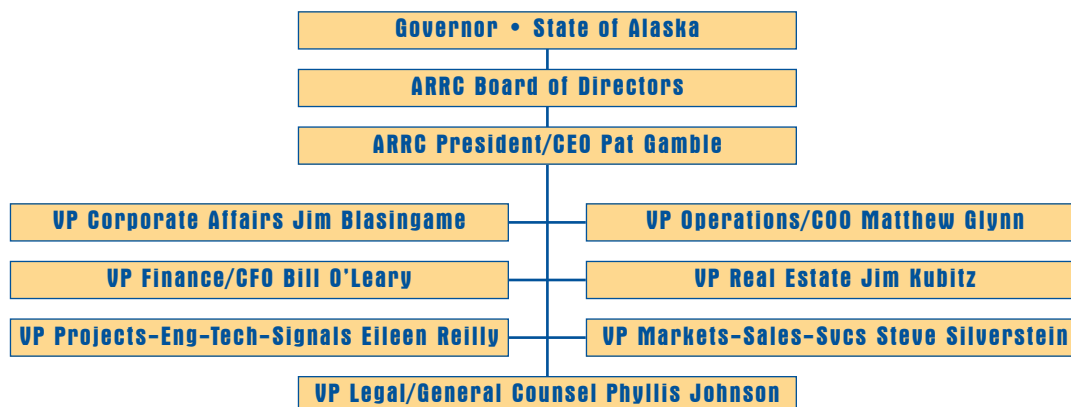 Governor • State of Alaska
ARRC Board of Directors
ARRC President/CEO Pat Gamble
VP Corporate Affairs Jim Blasingame
VP Operations/COO Matthew Glynn
VP Finance/CFO Bill O'Leary
VP Real Estate Jim Kubitz
VP Projects-Eng-Tech-Signals Eileen Reilly
VP Markets-Sales-Svcs Steve Silverstein
VP Legal/General Counsel Phyllis Johnson